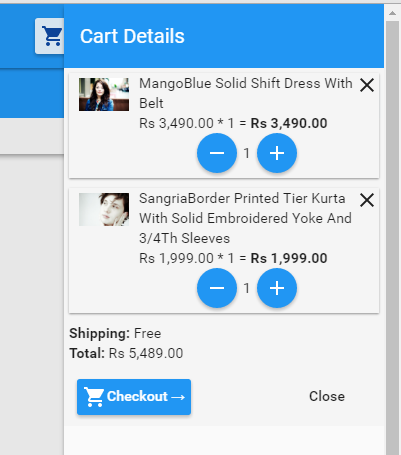 Cart Details
MangoBlue Solid Shift Dress With
Belt
Rs 3,490.00 * 1 = Rs 3,490.00
1
SangriaBorder Printed Tier Kurta
With Solid Embroidered Yoke And
3/4Th Sleeves
Rs 1,999.00 * 1 = Rs 1,999.00
1
Shipping: Free
Total: Rs 5,489.00
Checkout → Close